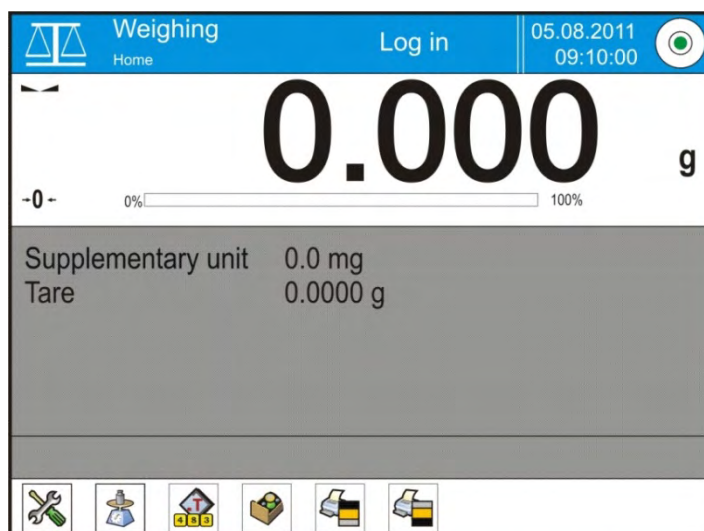 Weighing
Home
Log in
05.08.2011
09:10:00
0.000 g
→0←
0% 100%
Supplementary unit 0.0 mg
Tare 0.0000 g
.T
483